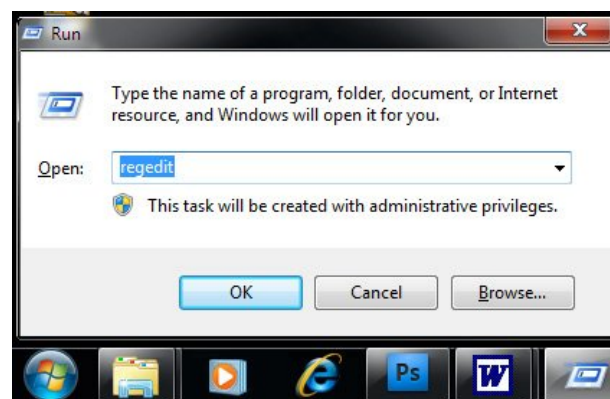 Run
Type the name of a program, folder, document, or Internet
resource, and Windows will open it for you.
Open: regedit
This task will be created with administrative privileges.
OK Cancel Browse...
Ps W